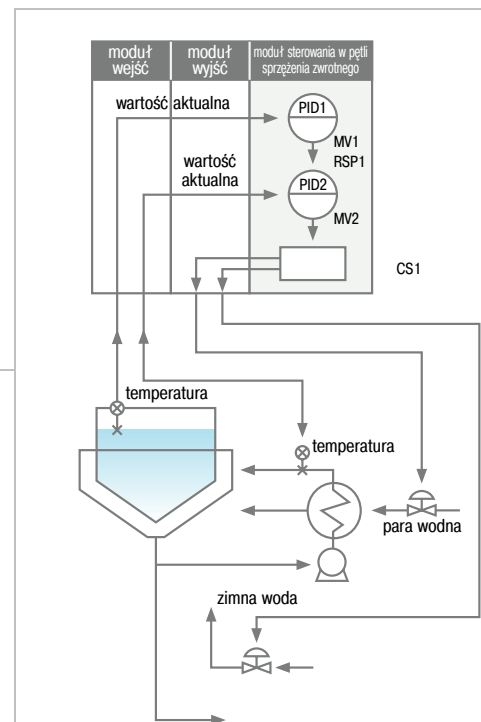 moduł
wejść
moduł
wyjść
moduł sterowania w pętli
sprzężenia zwrotnego
wartość aktualna
PID1
MV1
RSP1
wartość
aktualna
PID2
MV2
CS1
temperatura
temperatura
para wodna
zimna woda